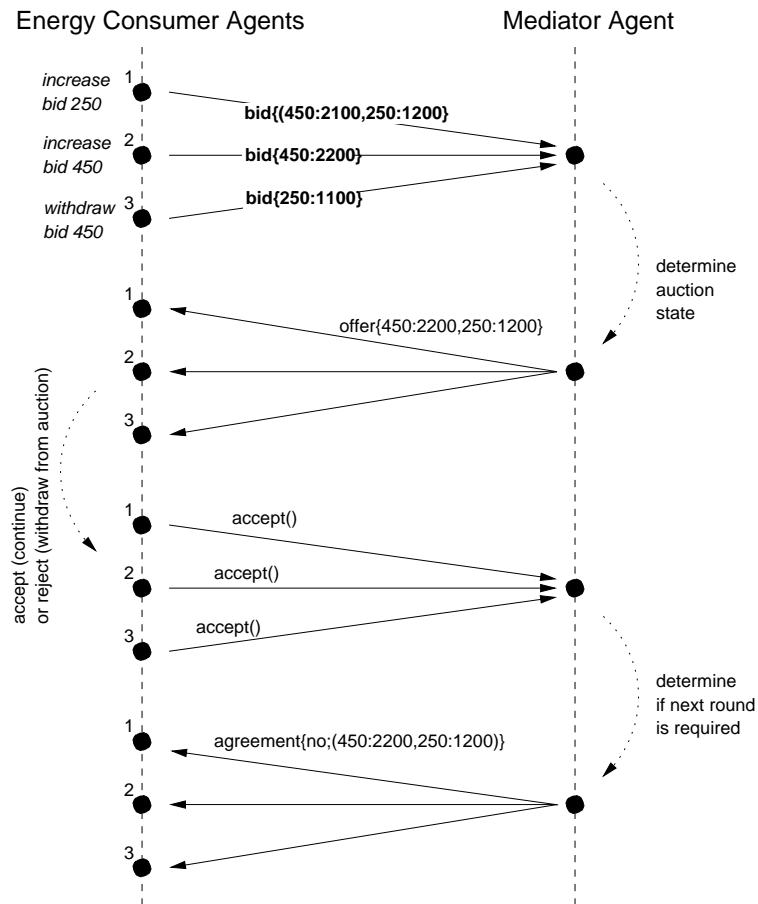 Energy Consumer Agents
Mediator Agent
1
increase
bid 250
bid{(450:2100,250:1200}
2
increase
bid 450
bid{450:2200}
3
withdraw
bid 450
bid{250:1100}
determine
auction
state
1
offer{450:2200,250:1200}
2
3
accept (continue)
or reject (withdraw from auction)
1
accept()
2
accept()
3
accept()
determine
if next round
is required
1
agreement{no;(450:2200,250:1200)}
2
3